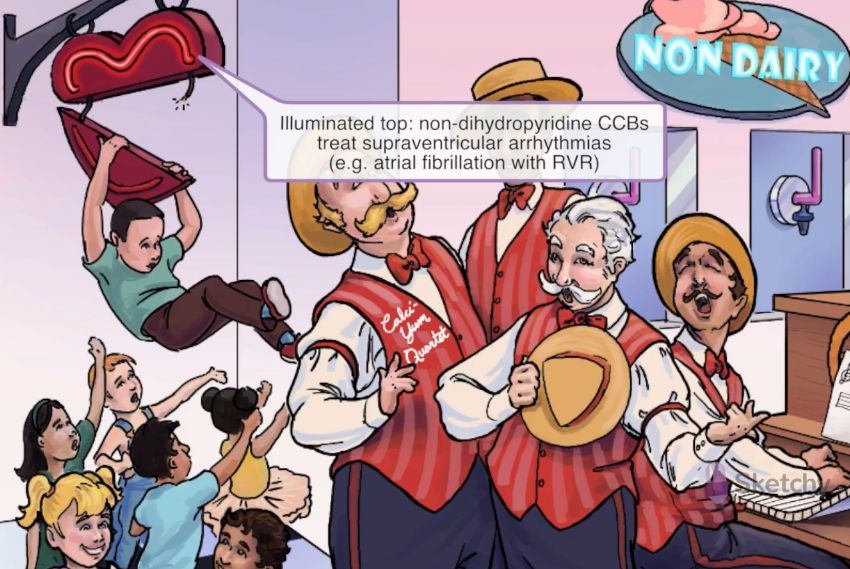 NON DAIRY
Illuminated top: non-dihydropyridine CCBs
treat supraventricular arrhythmias
(e.g. atrial fibrillation with RVR)
Calci-
Yum
Quartet
Sketchy